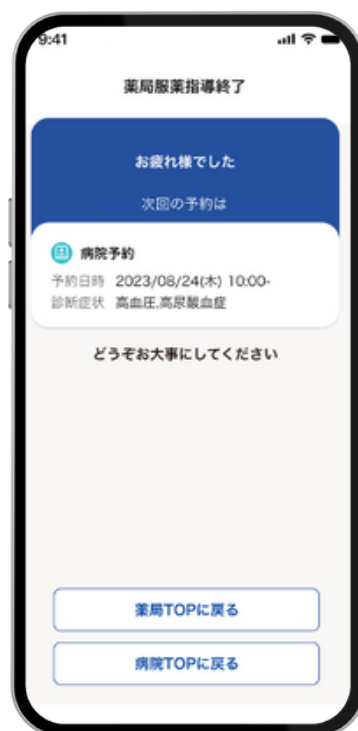 9:41
薬局服薬指導終了
お疲れ様でした
次回の予約は
病院予約
予約日時 2023/08/24(木) 10:00-
診断症状 高血圧,高尿酸血症
どうぞお大事にしてください
薬局TOPに戻る
病院TOPに戻る